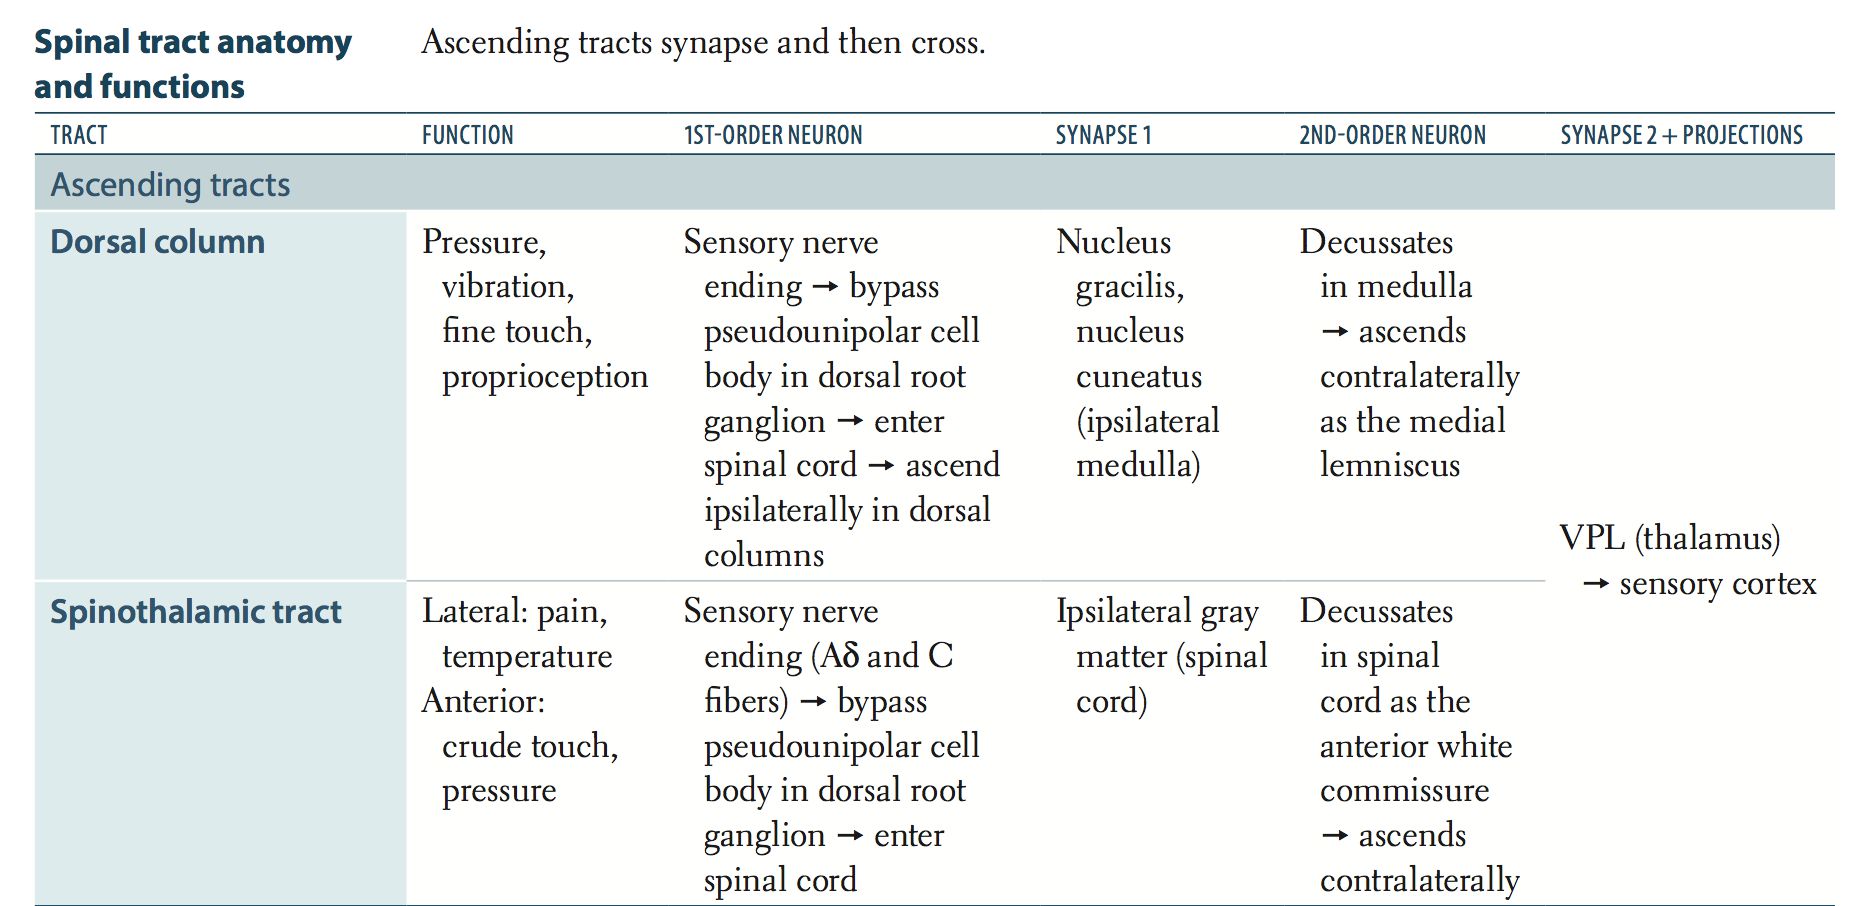 Spinal tract anatomy
and functions
Ascending tracts synapse and then cross.
TRACT
FUNCTION
1ST-ORDER NEURON
SYNAPSE 1
2ND-ORDER NEURON
SYNAPSE 2 + PROJECTIONS
Ascending tracts
Dorsal column
Pressure,
vibration,
fine touch,
proprioception
Sensory nerve
ending → bypass
pseudounipolar cell
body in dorsal root
ganglion → enter
spinal cord → ascend
ipsilaterally in dorsal
columns
Nucleus
gracilis,
nucleus
cuneatus
(ipsilateral
medulla)
Decussates
in medulla
→ ascends
contralaterally
as the medial
lemniscus
VPL (thalamus)
→ sensory cortex
Spinothalamic tract
Lateral: pain,
temperature
Anterior:
crude touch,
pressure
Sensory nerve
ending (Aδ and C
fibers) → bypass
pseudounipolar cell
body in dorsal root
ganglion → enter
spinal cord
Ipsilateral gray
matter (spinal
cord)
Decussates
in spinal
cord as the
anterior white
commissure
→ ascends
contralaterally